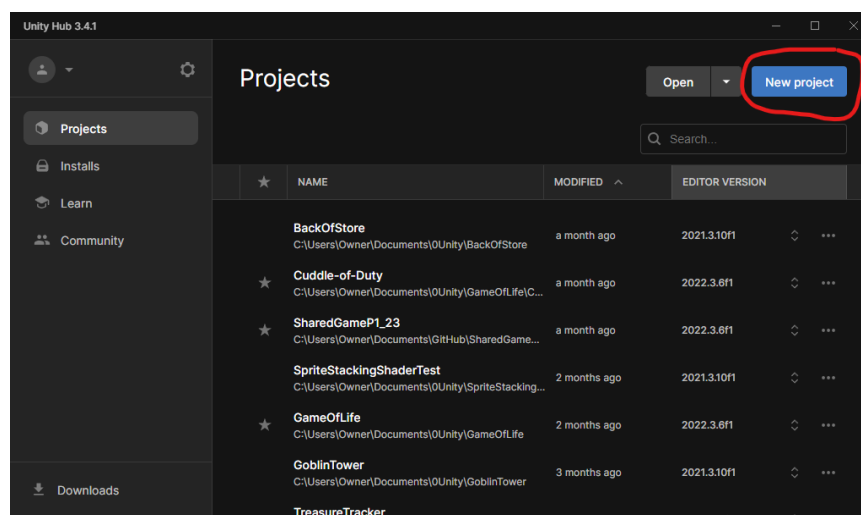 Unity Hub 3.4.1
Projects
Open
New project
Search...
Projects
Installs
Learn
Community
Downloads
NAME MODIFIED EDITOR VERSION
BackOfStore
C:\Users\Owner\Documents\0Unity\BackOfStore a month ago 2021.3.10f1
Cuddle-of-Duty
C:\Users\Owner\Documents\0Unity\GameOfLife\C... a month ago 2022.3.6f1
SharedGameP1_23
C:\Users\Owner\Documents\GitHub\SharedGame... a month ago 2022.3.6f1
SpriteStackingShaderTest
C:\Users\Owner\Documents\0Unity\SpriteStacking... 2 months ago 2021.3.10f1
GameOfLife
C:\Users\Owner\Documents\0Unity\GameOfLife 2 months ago 2022.3.6f1
GoblinTower
C:\Users\Owner\Documents\0Unity\GoblinTower 3 months ago 2021.3.10f1
TreasureTracker